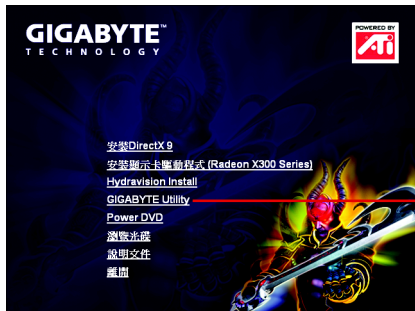 GIGABYTE™
TECHNOLOGY
POWERED BY
ATi
安裝DirectX 9
安裝顯示卡驅動程式 (Radeon X300 Series)
Hydravision Install
GIGABYTE Utility
Power DVD
瀏覽光碟
說明文件
離開